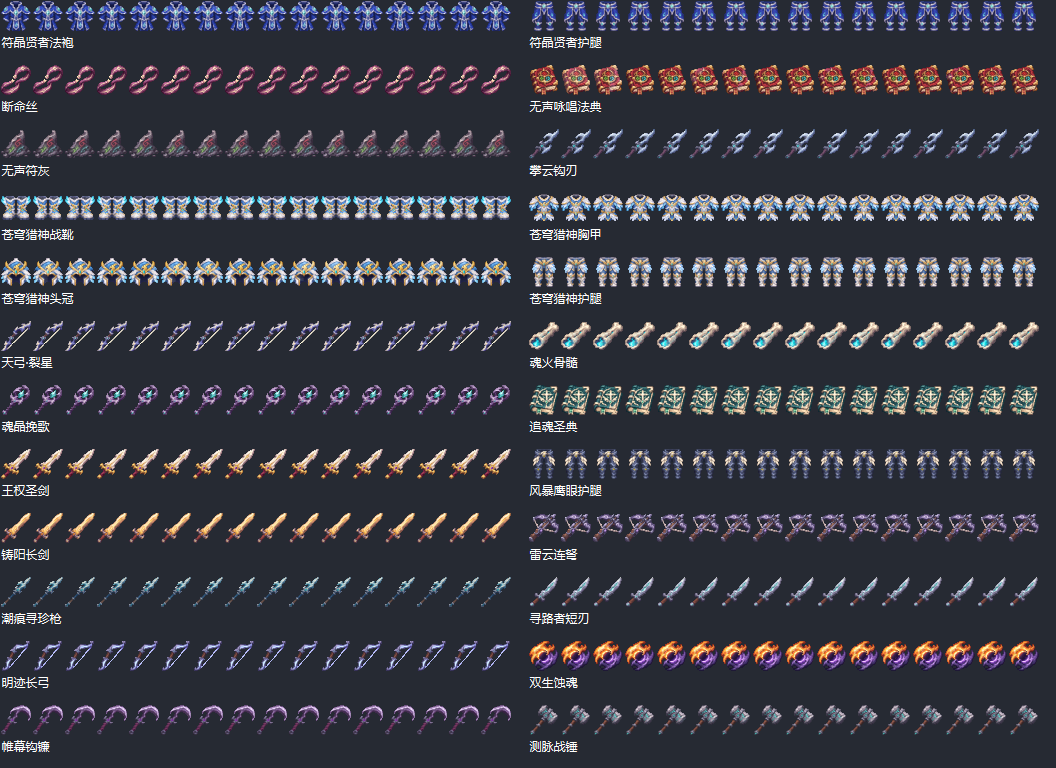 符晶贤者法袍
符晶贤者护腿
断命丝
无声咏唱法典
无声符灰
攀云钩刃
苍穹猎神战靴
苍穹猎神胸甲
苍穹猎神头冠
苍穹猎神护腿
天弓·裂星
魂火骨髓
魂晶挽歌
追魂圣典
王权圣剑
风暴鹰眼护腿
铸阳长剑
雷云连弩
潮痕寻珍枪
寻路者短刃
明迹长弓
双生蚀魂
帷幕钩镰
测脉战锤